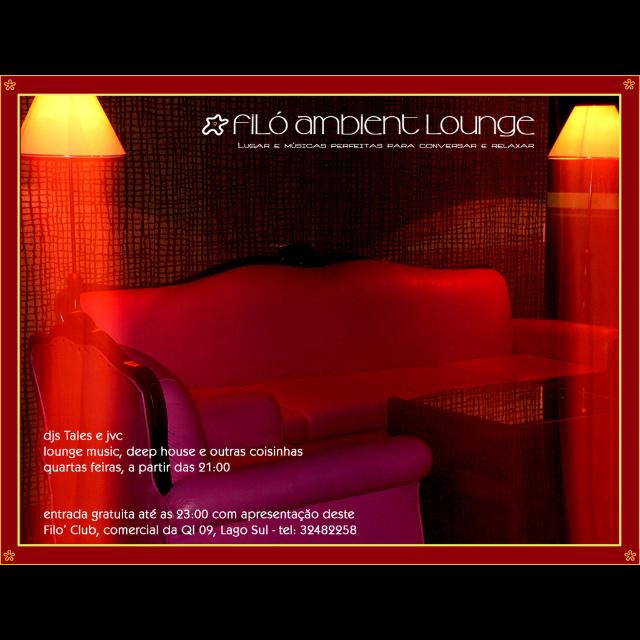 FILÓ AMBIENT LOUNGE
LUGAR E MÚSICAS PERFEITAS PARA CONVERSAR E RELAXAR
djs Tales e jvc
lounge music, deep house e outras coisinhas
quartas feiras, a partir das 21:00
entrada gratuita até as 23:00 com apresentação deste
Filo' Club, comercial da QI 09, Lago Sul - tel: 32482258